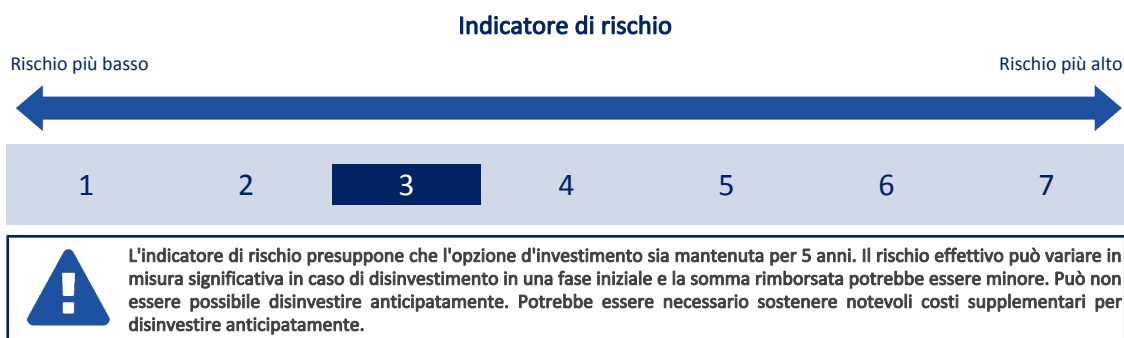 Indicatore di rischio
Rischio più basso
Rischio più alto
1 2 3 4 5 6 7
L'indicatore di rischio presuppone che l'opzione d'investimento sia mantenuta per 5 anni. Il rischio effettivo può variare in
misura significativa in caso di disinvestimento in una fase iniziale e la somma rimborsata potrebbe essere minore. Può non
essere possibile disinvestire anticipatamente. Potrebbe essere necessario sostenere notevoli costi supplementari per
disinvestire anticipatamente.